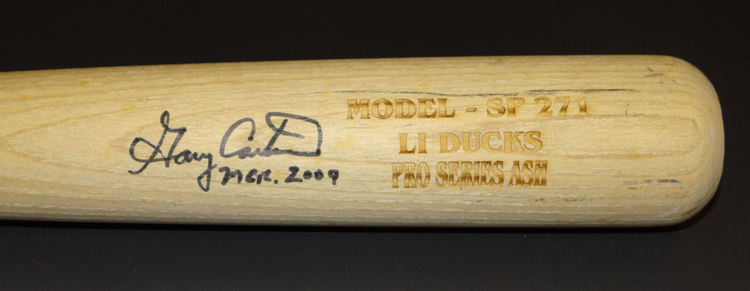 Gary Carter
MGR. 2009
MODEL - SP 271
LI DUCKS
PRO SERIES ASH